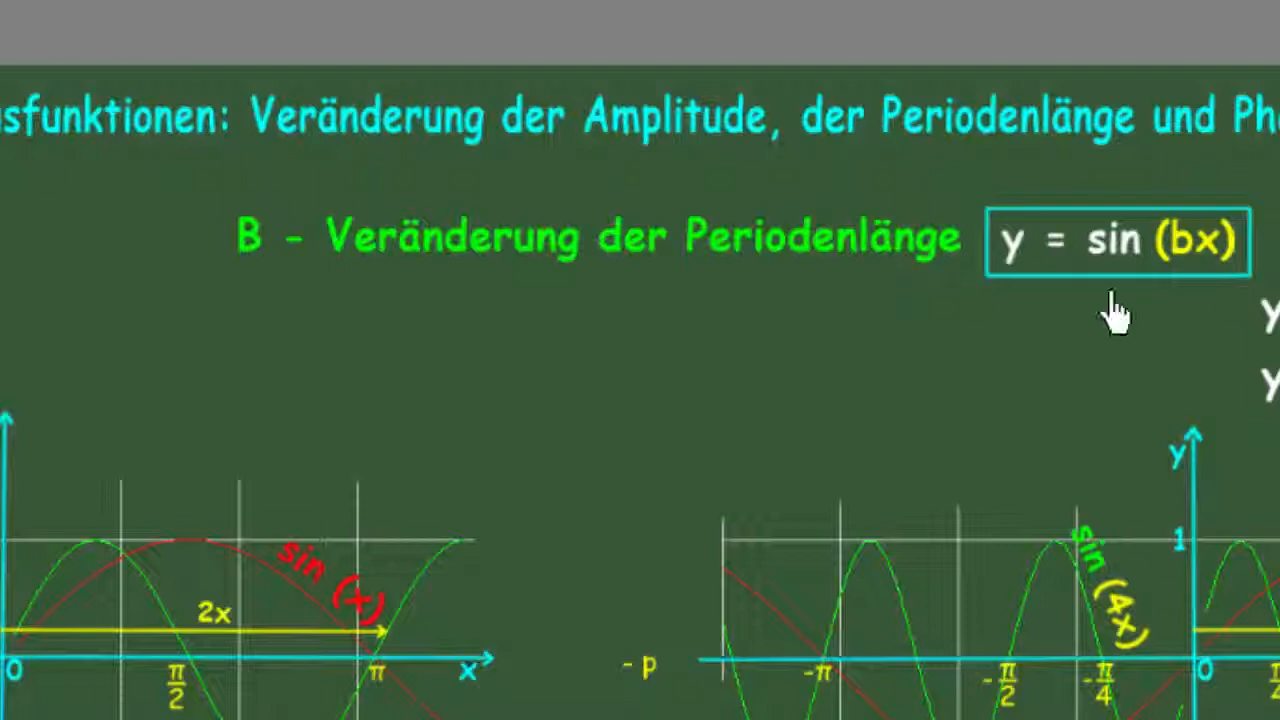 sfunktionen: Veränderung der Amplitude, der Periodenlänge und Ph
B - Veränderung der Periodenlänge y = sin (bx)
y
y
y
1
sin (x)
sin (4x)
2x
0 π/2 π x
- p -π -π/2 -π/4 0